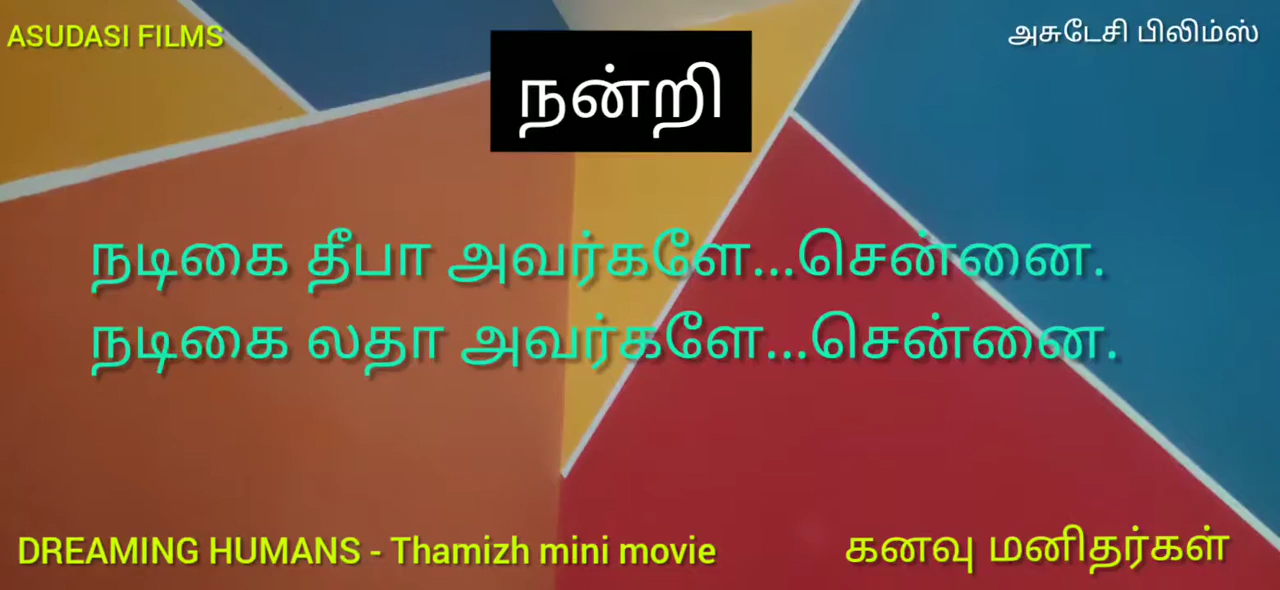 ASUDASI FILMS
அசுடேசி பிலிம்ஸ்
நன்றி
நடிகை தீபா அவர்களே...சென்னை.
நடிகை லதா அவர்களே...சென்னை.
DREAMING HUMANS - Thamizh mini movie
கனவு மனிதர்கள்